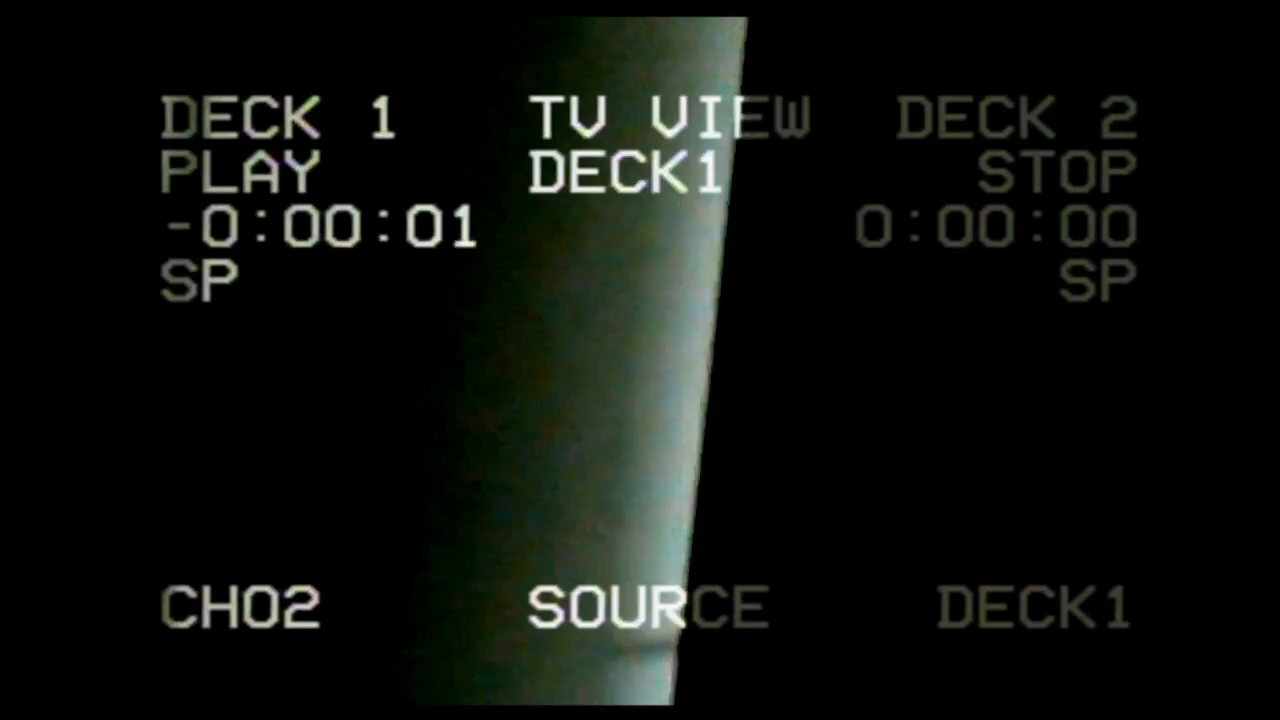 DECK 1 TV VIEW DECK 2
PLAY DECK1 STOP
-0:00:01 0:00:00
SP SP
CH02 SOURCE DECK1